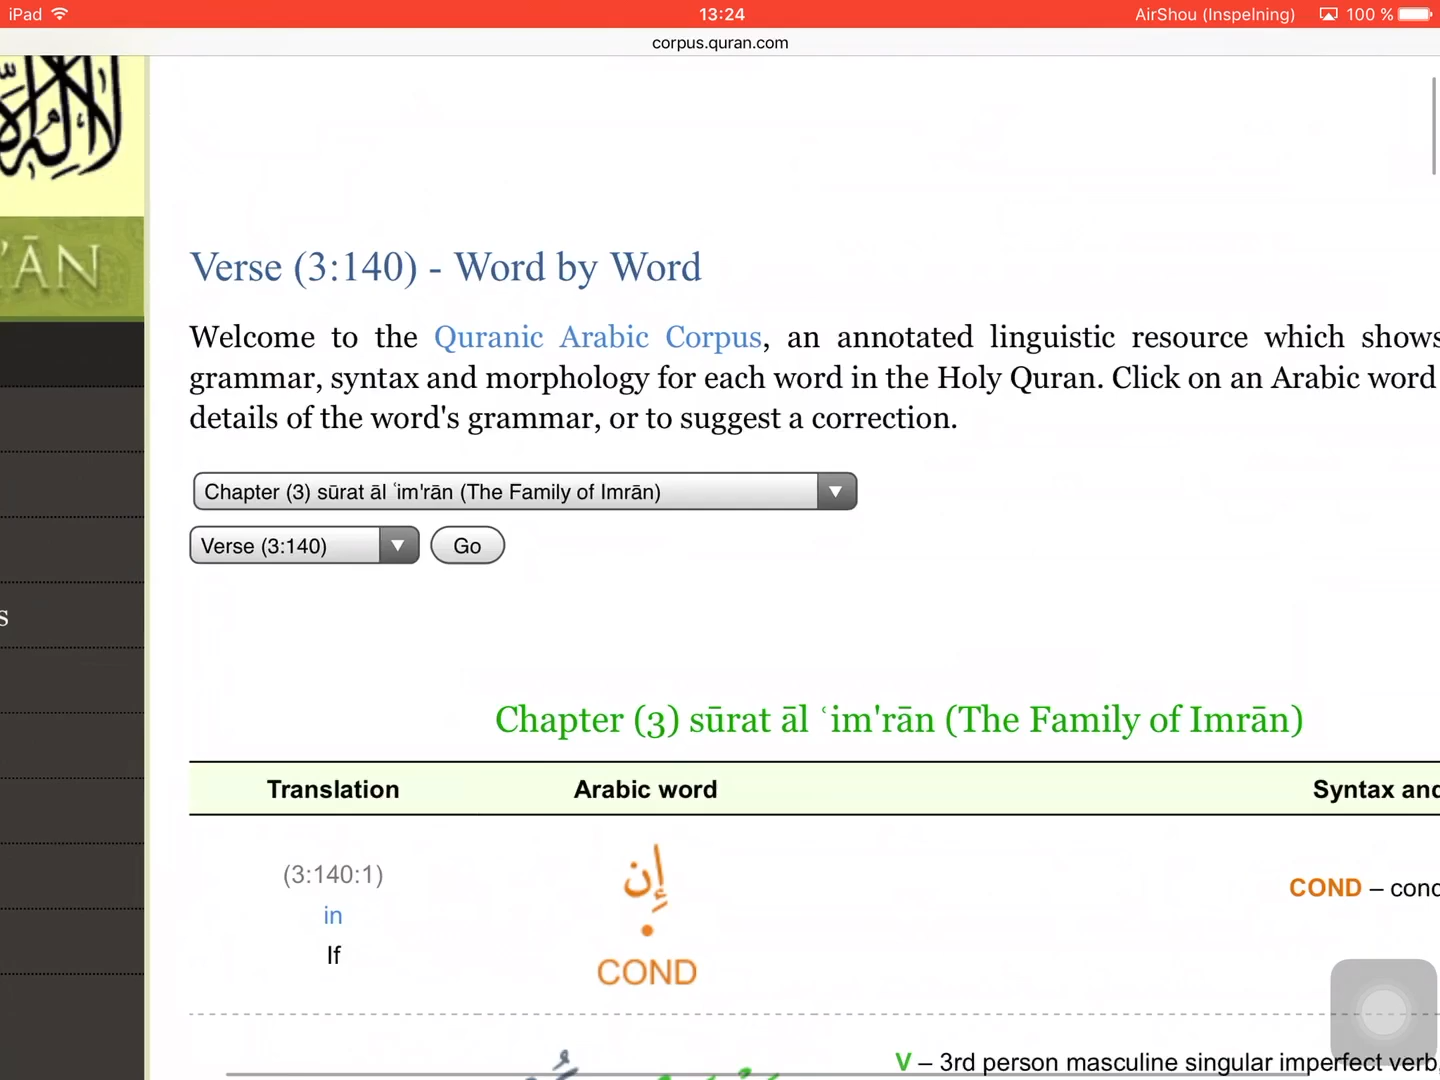 iPad 13:24 AirShou (Inspelning) 100 %
corpus.quran.com
'ĀN
Verse (3:140) - Word by Word
Welcome to the Quranic Arabic Corpus, an annotated linguistic resource which shows
grammar, syntax and morphology for each word in the Holy Quran. Click on an Arabic word
details of the word's grammar, or to suggest a correction.
Chapter (3) sūrat āl ʿim'rān (The Family of Imrān)
Verse (3:140) Go
s
Chapter (3) sūrat āl ʿim'rān (The Family of Imrān)
Translation Arabic word Syntax and
(3:140:1)
in
If
إِن
COND
COND – cond
V – 3rd person masculine singular imperfect verb,